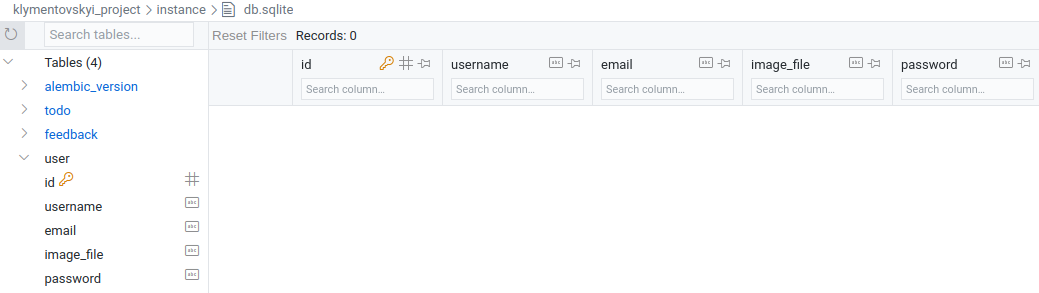 klymentovskyi_project > instance > db.sqlite
Search tables...
Reset Filters Records: 0
Tables (4)
id username email image_file password
Search column... Search column... Search column... Search column... Search column...
alembic_version
todo
feedback
user
id
username
email
image_file
password